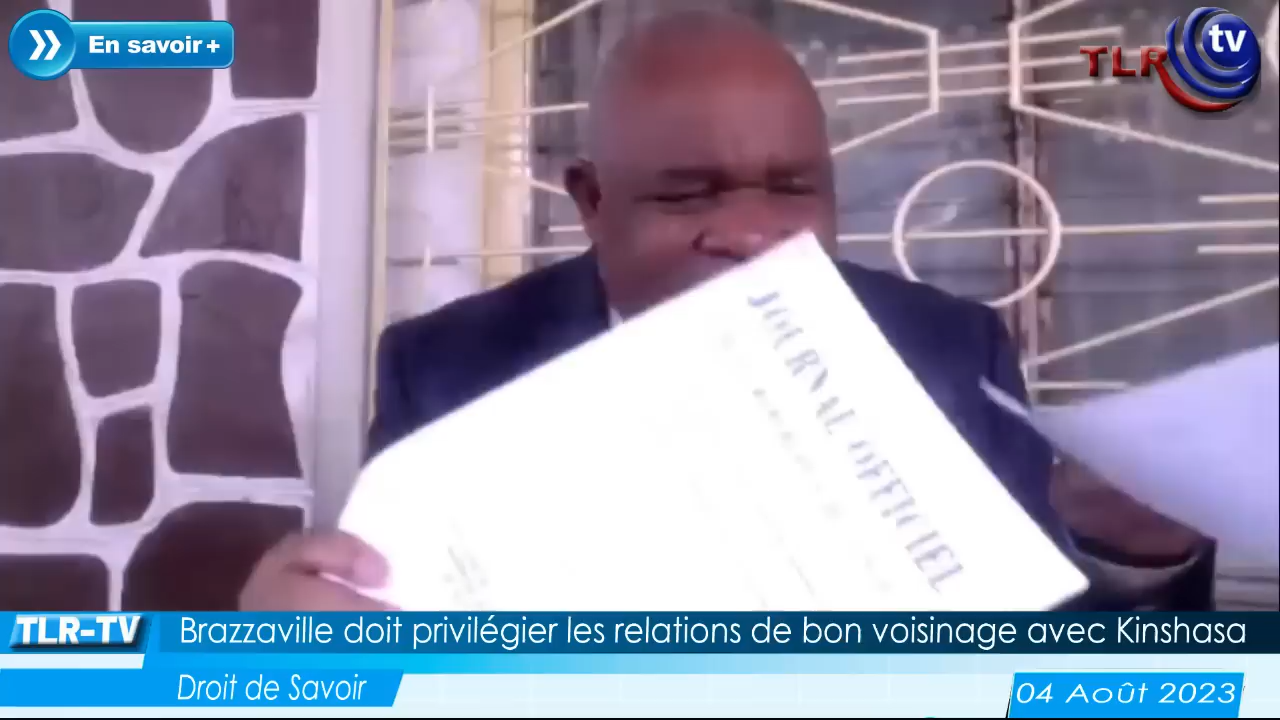 En savoir+
TLR tv
JOURNAL OFFICIEL
TLR-TV
Brazzaville doit privilégier les relations de bon voisinage avec Kinshasa
Droit de Savoir
04 Août 2023